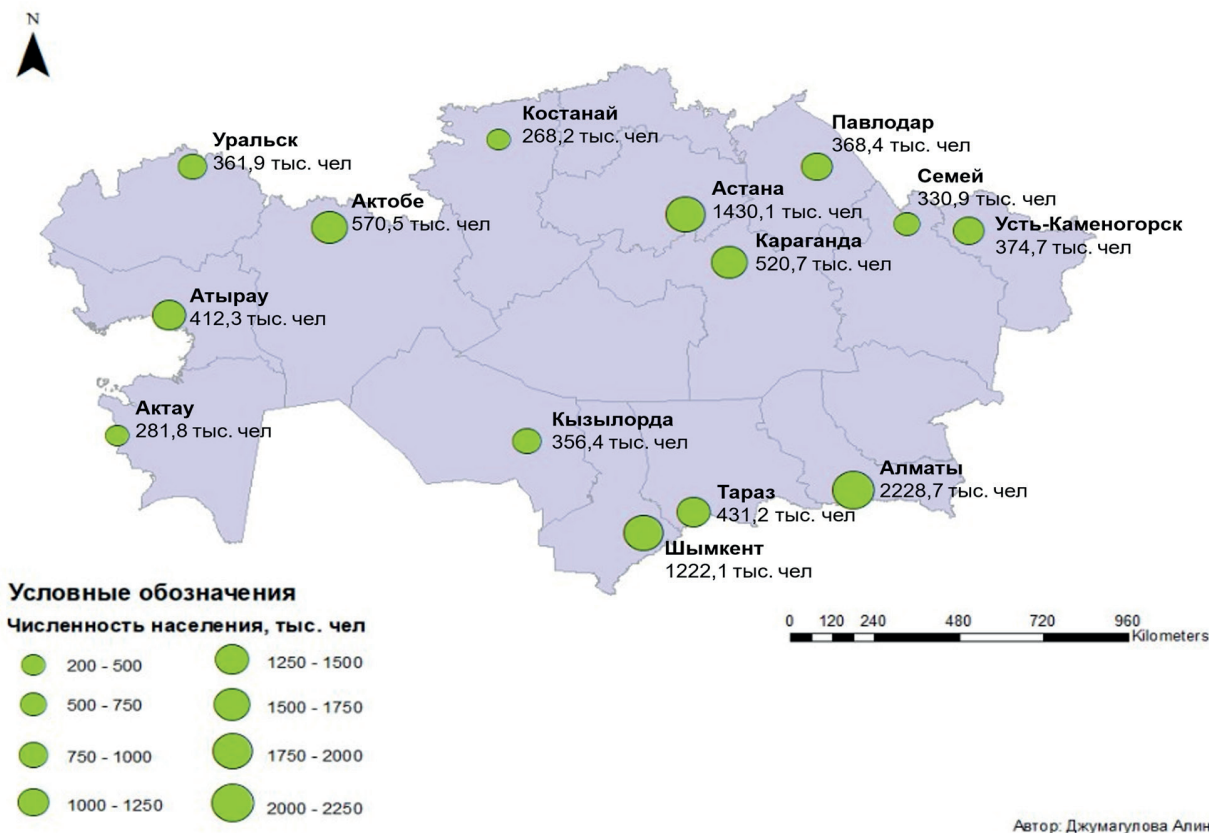 N
Костанай
268,2 тыс. чел
Павлодар
368,4 тыс. чел
Уральск
361,9 тыс. чел
Семей
330,9 тыс. чел
Астана
1430,1 тыс. чел
Актобе
570,5 тыс. чел
Усть-Каменогорск
374,7 тыс. чел
Караганда
520,7 тыс. чел
Атырау
412,3 тыс. чел
Актау
281,8 тыс. чел
Кызылорда
356,4 тыс. чел
Алматы
2228,7 тыс. чел
Тараз
431,2 тыс. чел
Шымкент
1222,1 тыс. чел
Условные обозначения
Численность населения, тыс. чел
200 - 500
500 - 750
750 - 1000
1000 - 1250
1250 - 1500
1500 - 1750
1750 - 2000
2000 - 2250
0 120 240 480 720 960
Kilometers
Автор: Джумагулова Алин